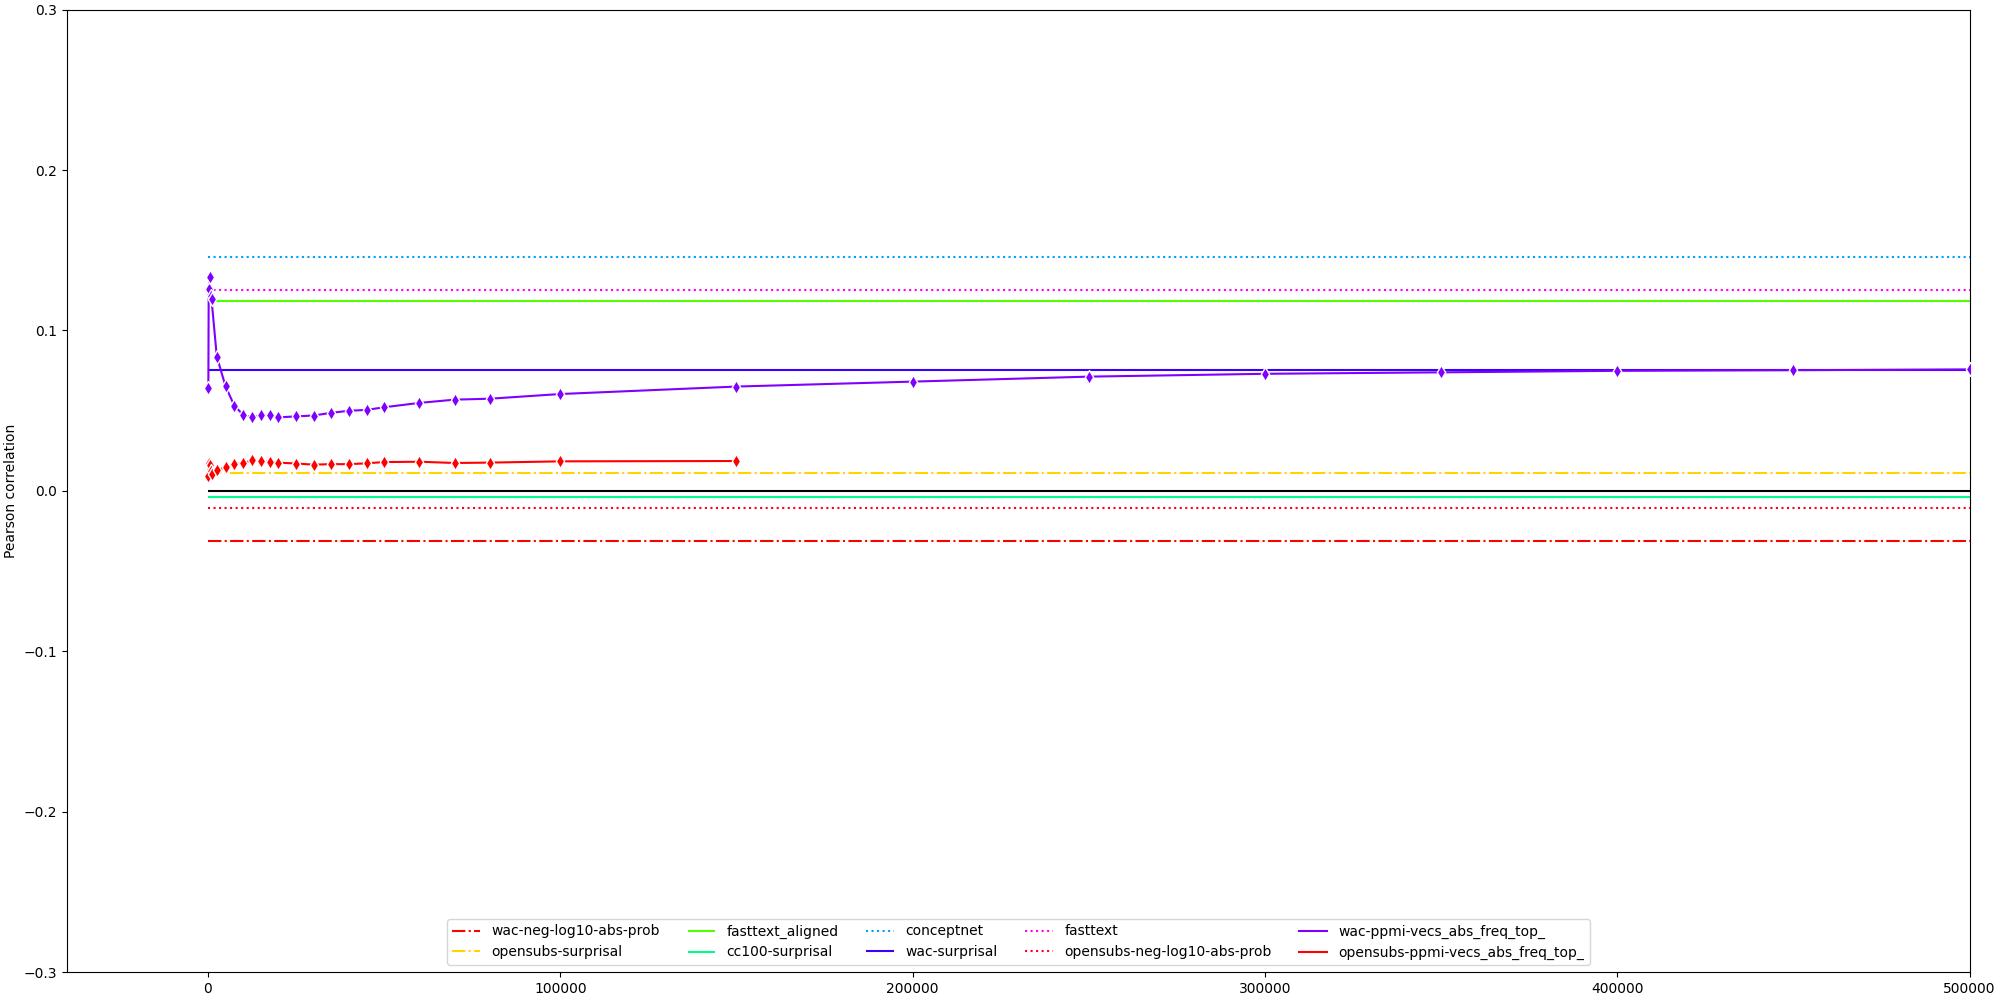 0.3
0.2
0.1
0.0
−0.1
−0.2
−0.3
Pearson correlation
wac-neg-log10-abs-prob
opensubs-surprisal
fasttext_aligned
cc100-surprisal
conceptnet
wac-surprisal
fasttext
opensubs-neg-log10-abs-prob
wac-ppmi-vecs_abs_freq_top_
opensubs-ppmi-vecs_abs_freq_top_
0
100000
200000
300000
400000
500000